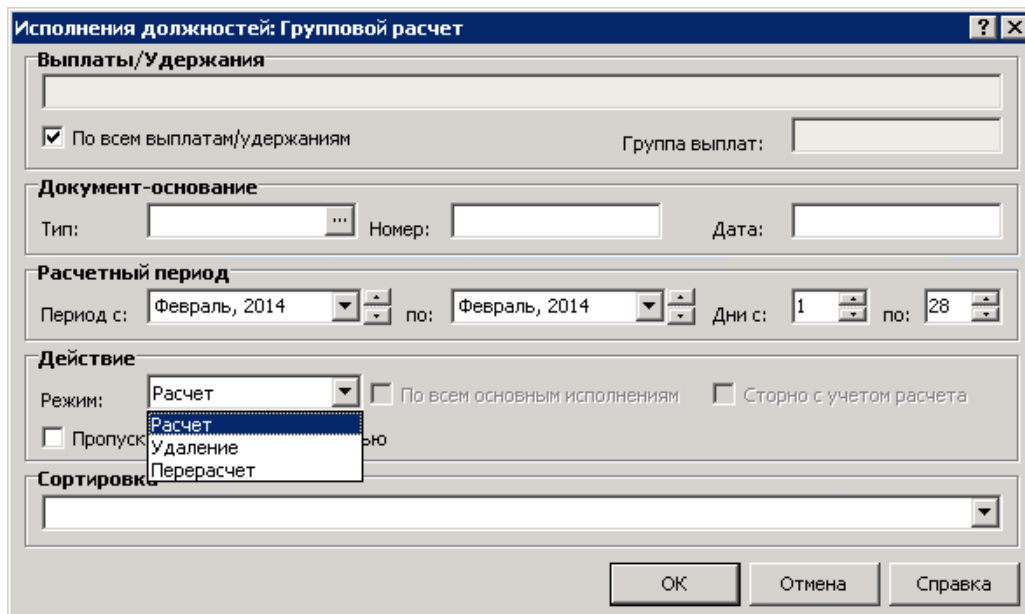 Исполнения должностей: Групповой расчет
Выплаты/Удержания
По всем выплатам/удержаниям Группа выплат:
Документ-основание
Тип: ... Номер: Дата:
Расчетный период
Период с: Февраль, 2014 по: Февраль, 2014 Дни с: 1 по: 28
Действие
Режим: Расчет По всем основным исполнениям Сторно с учетом расчета
Расчет
Удаление
Перерасчет
Сортировка
ОК Отмена Справка